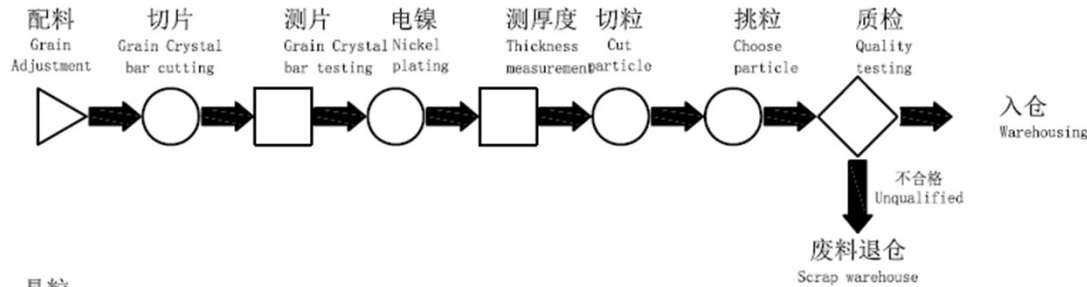 配料
Grain
Adjustment
切片
Grain Crystal
bar cutting
测片
Grain Crystal
bar testing
电镍
Nickel
plating
测厚度
Thickness
measurement
切粒
Cut
particle
挑粒
Choose
particle
质检
Quality
testing
入仓
Warehousing
不合格
Unqualified
废料退仓
Scrap warehouse